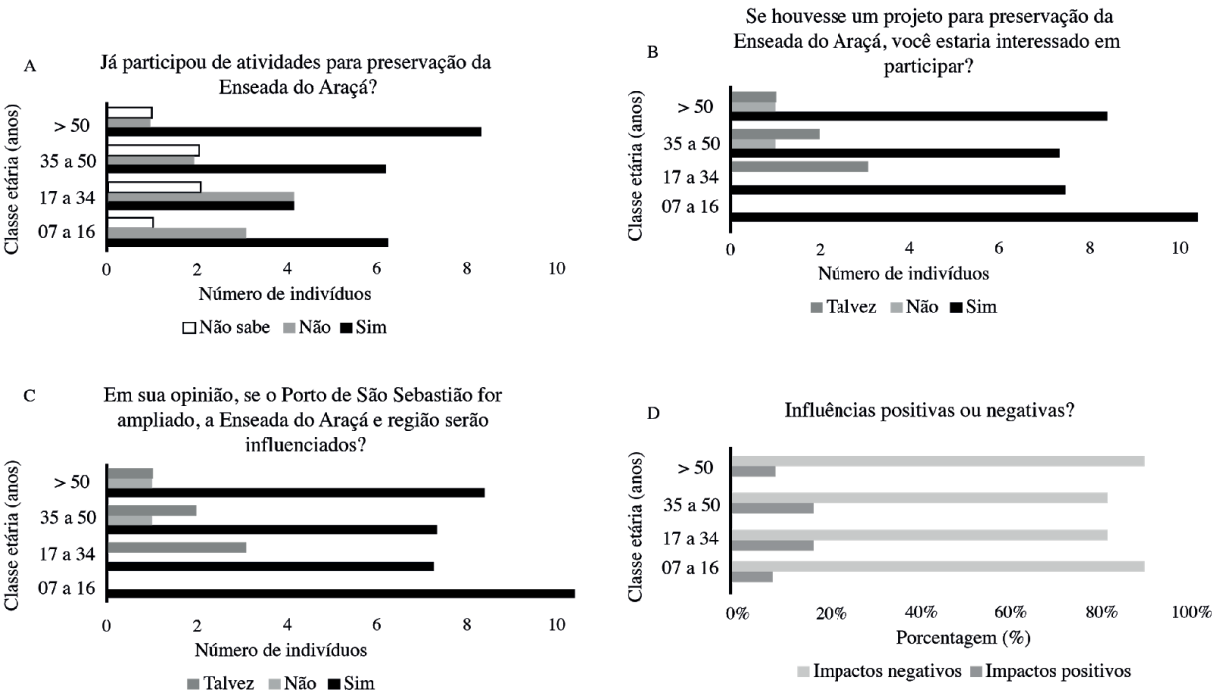 A
Já participou de atividades para preservação da
Enseada do Araçá?
Classe etária (anos)
> 50
35 a 50
17 a 34
07 a 16
0 2 4 6 8 10
Número de indivíduos
Não sabe Não Sim
B
Se houvesse um projeto para preservação da
Enseada do Araçá, você estaria interessado em
participar?
Classe etária (anos)
> 50
35 a 50
17 a 34
07 a 16
0 2 4 6 8 10
Número de indivíduos
Talvez Não Sim
C
Em sua opinião, se o Porto de São Sebastião for
ampliado, a Enseada do Araçá e região serão
influenciados?
Classe etária (anos)
> 50
35 a 50
17 a 34
07 a 16
0 2 4 6 8 10
Número de indivíduos
Talvez Não Sim
D
Influências positivas ou negativas?
Classe etária (anos)
> 50
35 a 50
17 a 34
07 a 16
0% 20% 40% 60% 80% 100%
Porcentagem (%)
Impactos negativos Impactos positivos